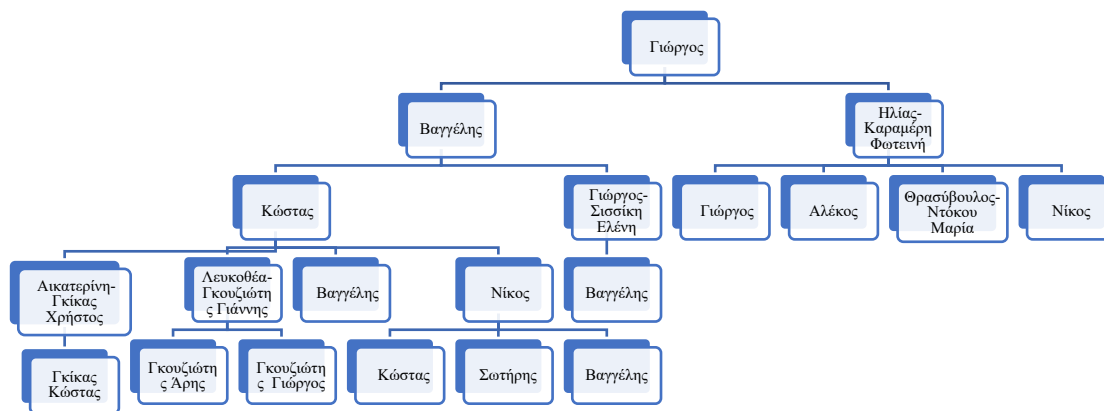 Γιώργος
Βαγγέλης
Ηλίας-
Καραμέρη
Φωτεινή
Κώστας
Γιώργος-
Σισσίκη
Ελένη
Γιώργος
Αλέκος
Θρασύβουλος-
Ντόκου
Μαρία
Νίκος
Αικατερίνη-
Γκίκας
Χρήστος
Λευκοθέα-
Γκουζιώτη
ς Γιάννης
Βαγγέλης
Νίκος
Βαγγέλης
Γκίκας
Κώστας
Γκουζιώτη
ς Άρης
Γκουζιώτη
ς Γιώργος
Κώστας
Σωτήρης
Βαγγέλης